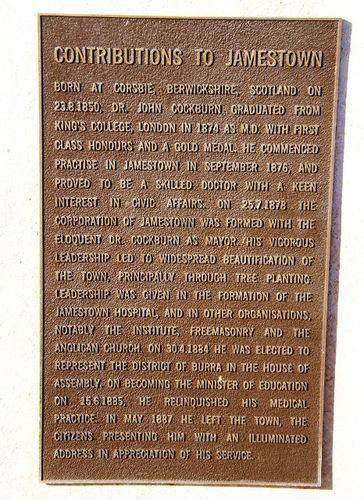 CONTRIBUTIONS TO JAMESTOWN
BORN AT CORSBIE, BERWICKSHIRE, SCOTLAND ON
23.8.1850, DR. JOHN COCKBURN GRADUATED FROM
KING'S COLLEGE, LONDON IN 1874 AS M.D. WITH FIRST
CLASS HONOURS AND A GOLD MEDAL. HE COMMENCED
PRACTISE IN JAMESTOWN IN SEPTEMBER 1876, AND
PROVED TO BE A SKILLED DOCTOR WITH A KEEN
INTEREST IN CIVIC AFFAIRS. ON 25.7.1878 THE
CORPORATION OF JAMESTOWN WAS FORMED WITH THE
ELOQUENT DR. COCKBURN AS MAYOR. HIS VIGOROUS
LEADERSHIP LED TO WIDESPREAD BEAUTIFICATION OF
THE TOWN, PRINCIPALLY THROUGH TREE PLANTING.
LEADERSHIP WAS GIVEN IN THE FORMATION OF THE
JAMESTOWN HOSPITAL, AND IN OTHER ORGANISATIONS,
NOTABLY THE INSTITUTE, FREEMASONRY AND THE
ANGLICAN CHURCH. ON 30.4.1884 HE WAS ELECTED TO
REPRESENT THE DISTRICT OF BURRA IN THE HOUSE OF
ASSEMBLY. ON BECOMING THE MINISTER OF EDUCATION
ON 15.6.1885, HE RELINQUISHED HIS MEDICAL
PRACTICE. IN MAY 1887 HE LEFT THE TOWN, THE
CITIZENS PRESENTING HIM WITH AN ILLUMINATED
ADDRESS IN APPRECIATION OF HIS SERVICE.